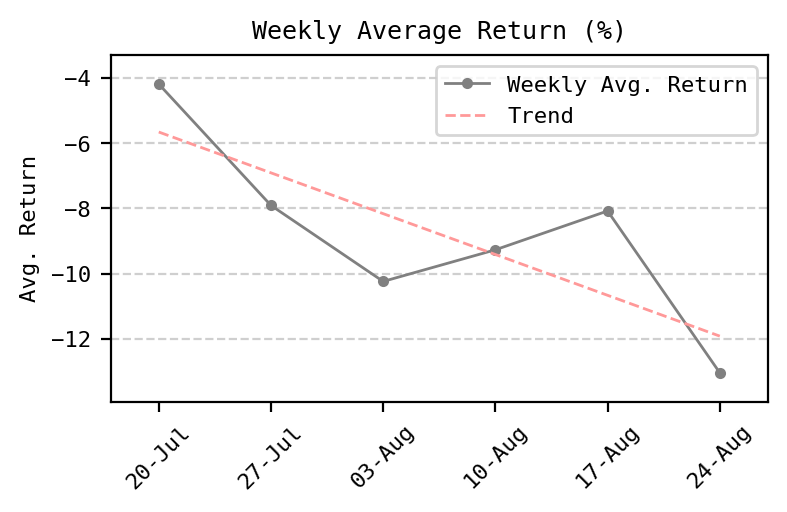 Weekly Average Return (%)
Weekly Avg. Return
Trend
Avg. Return
−4
−6
−8
−10
−12
20-Jul
27-Jul
03-Aug
10-Aug
17-Aug
24-Aug